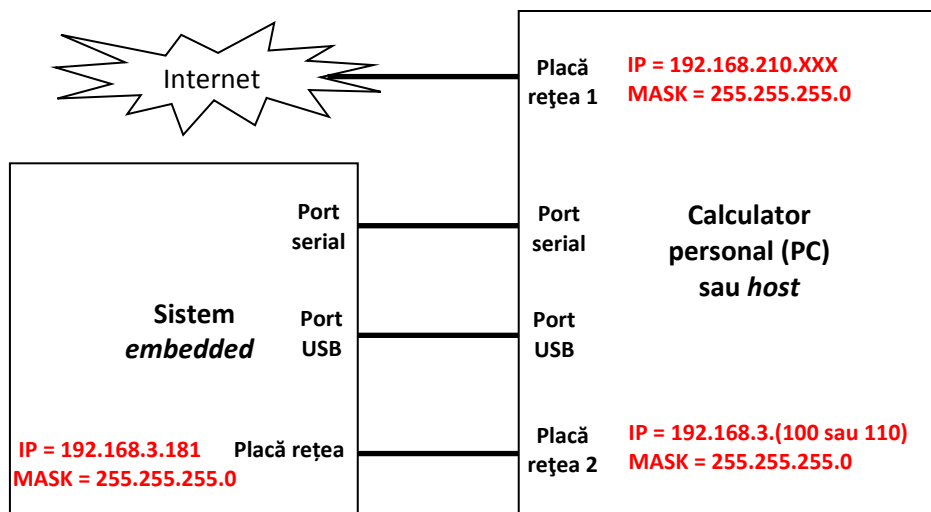 Internet
Placă
reţea 1
IP = 192.168.210.XXX
MASK = 255.255.255.0
Port
serial
Port
serial
Calculator
personal (PC)
sau host
Sistem
embedded
Port
USB
Port
USB
IP = 192.168.3.181
MASK = 255.255.255.0
Placă rețea
Placă
reţea 2
IP = 192.168.3.(100 sau 110)
MASK = 255.255.255.0